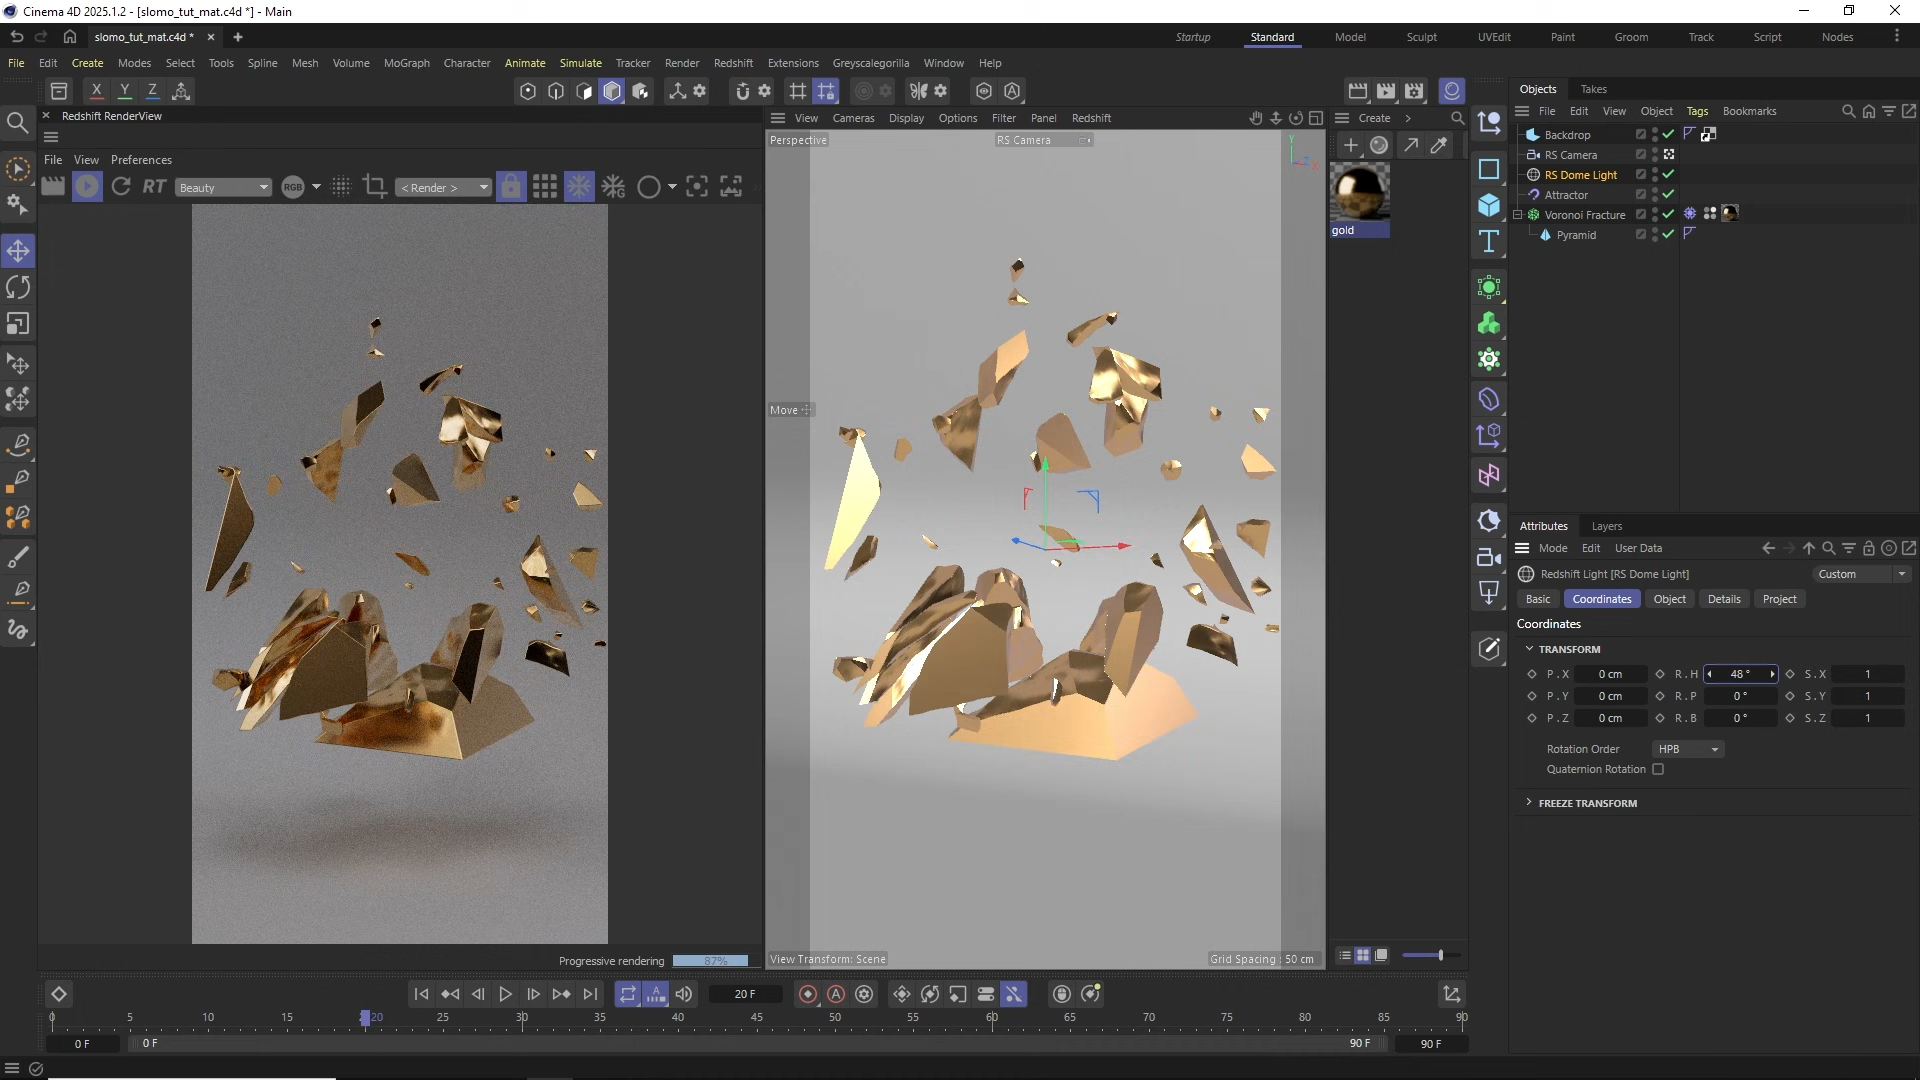 Cinema 4D 2025.1.2 - [slomo_tut_mat.c4d *] - Main
slomo_tut_mat.c4d *
Startup Standard Model Sculpt UVEdit Paint Groom Track Script Nodes
File Edit Create Modes Select Tools Spline Mesh Volume MoGraph Character Animate Simulate Tracker Render Redshift Extensions Greyscalegorilla Window Help
X Y Z
Objects Takes
Redshift RenderView
View Cameras Display Options Filter Panel Redshift
Create
File Edit View Object Tags Bookmarks
Perspective
RS Camera
Backdrop
RS Camera
RS Dome Light
Attractor
Voronoi Fracture
Pyramid
File View Preferences
RT Beauty RGB < Render >
gold
Move
Attributes Layers
Mode Edit User Data
Redshift Light [RS Dome Light] Custom
Basic Coordinates Object Details Project
Coordinates
TRANSFORM
P . X 0 cm R . H 48 ° S . X 1
P . Y 0 cm R . P 0 ° S . Y 1
P . Z 0 cm R . B 0 ° S . Z 1
Rotation Order HPB
Quaternion Rotation
FREEZE TRANSFORM
Progressive rendering 87%
View Transform: Scene
Grid Spacing : 50 cm
20 F
0 5 10 15 20 25 30 35 40 45 50 55 60 65 70 75 80 85 90
0 F 0 F 90 F 90 F